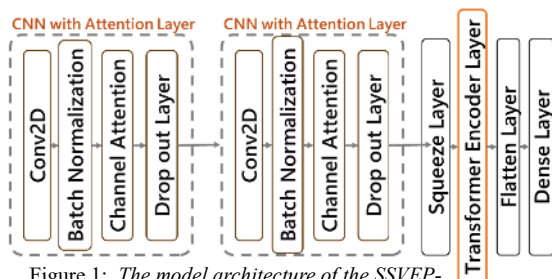 CNN with Attention Layer
CNN with Attention Layer
Conv2D
Batch Normalization
Channel Attention
Drop out Layer
Conv2D
Batch Normalization
Channel Attention
Drop out Layer
Squeeze Layer
Transformer Encoder Layer
Flatten Layer
Dense Layer
Figure 1: The model architecture of the SSVEP-